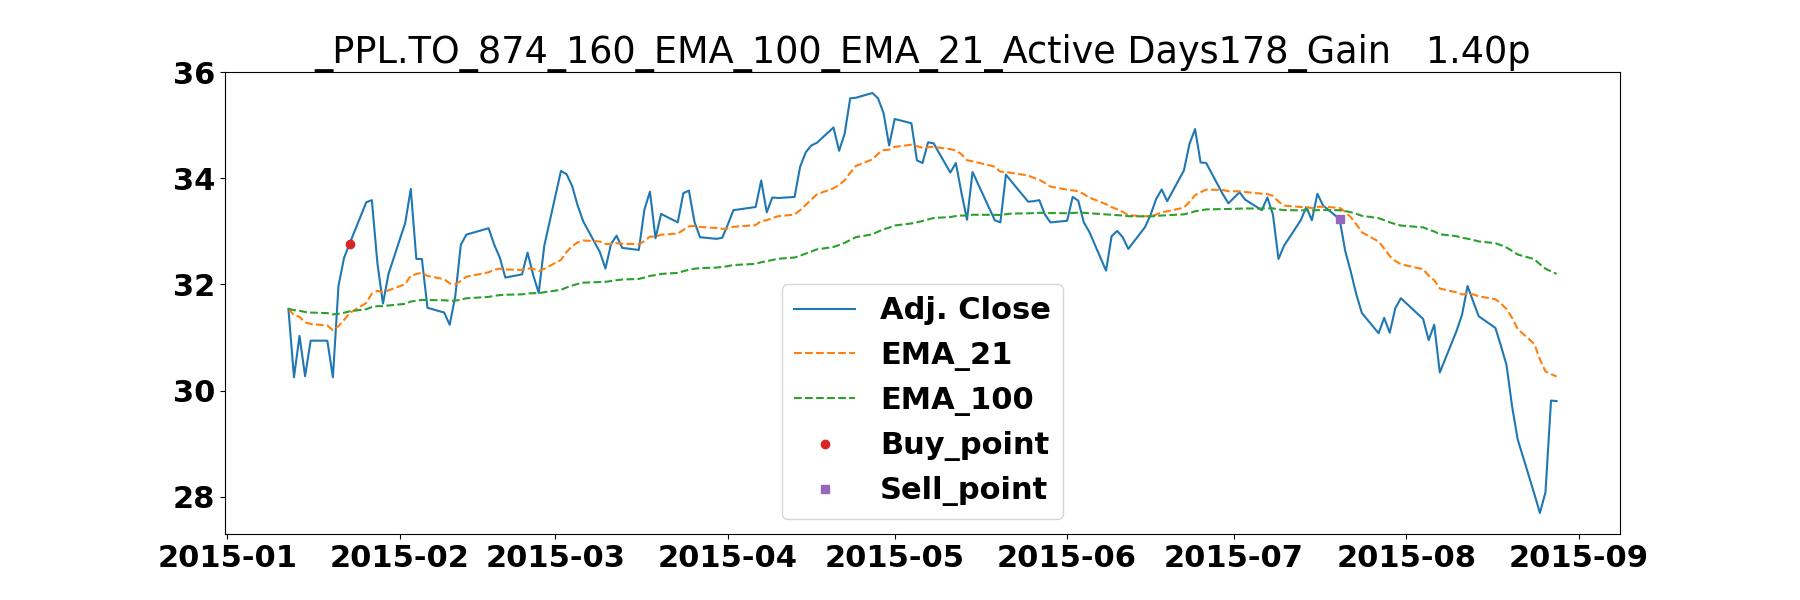 _PPL.TO_874_160_EMA_100_EMA_21_Active Days178_Gain   1.40p
36
34
32
30
28
Adj. Close
EMA_21
EMA_100
Buy_point
Sell_point
2015-01 2015-02 2015-03 2015-04 2015-05 2015-06 2015-07 2015-08 2015-09